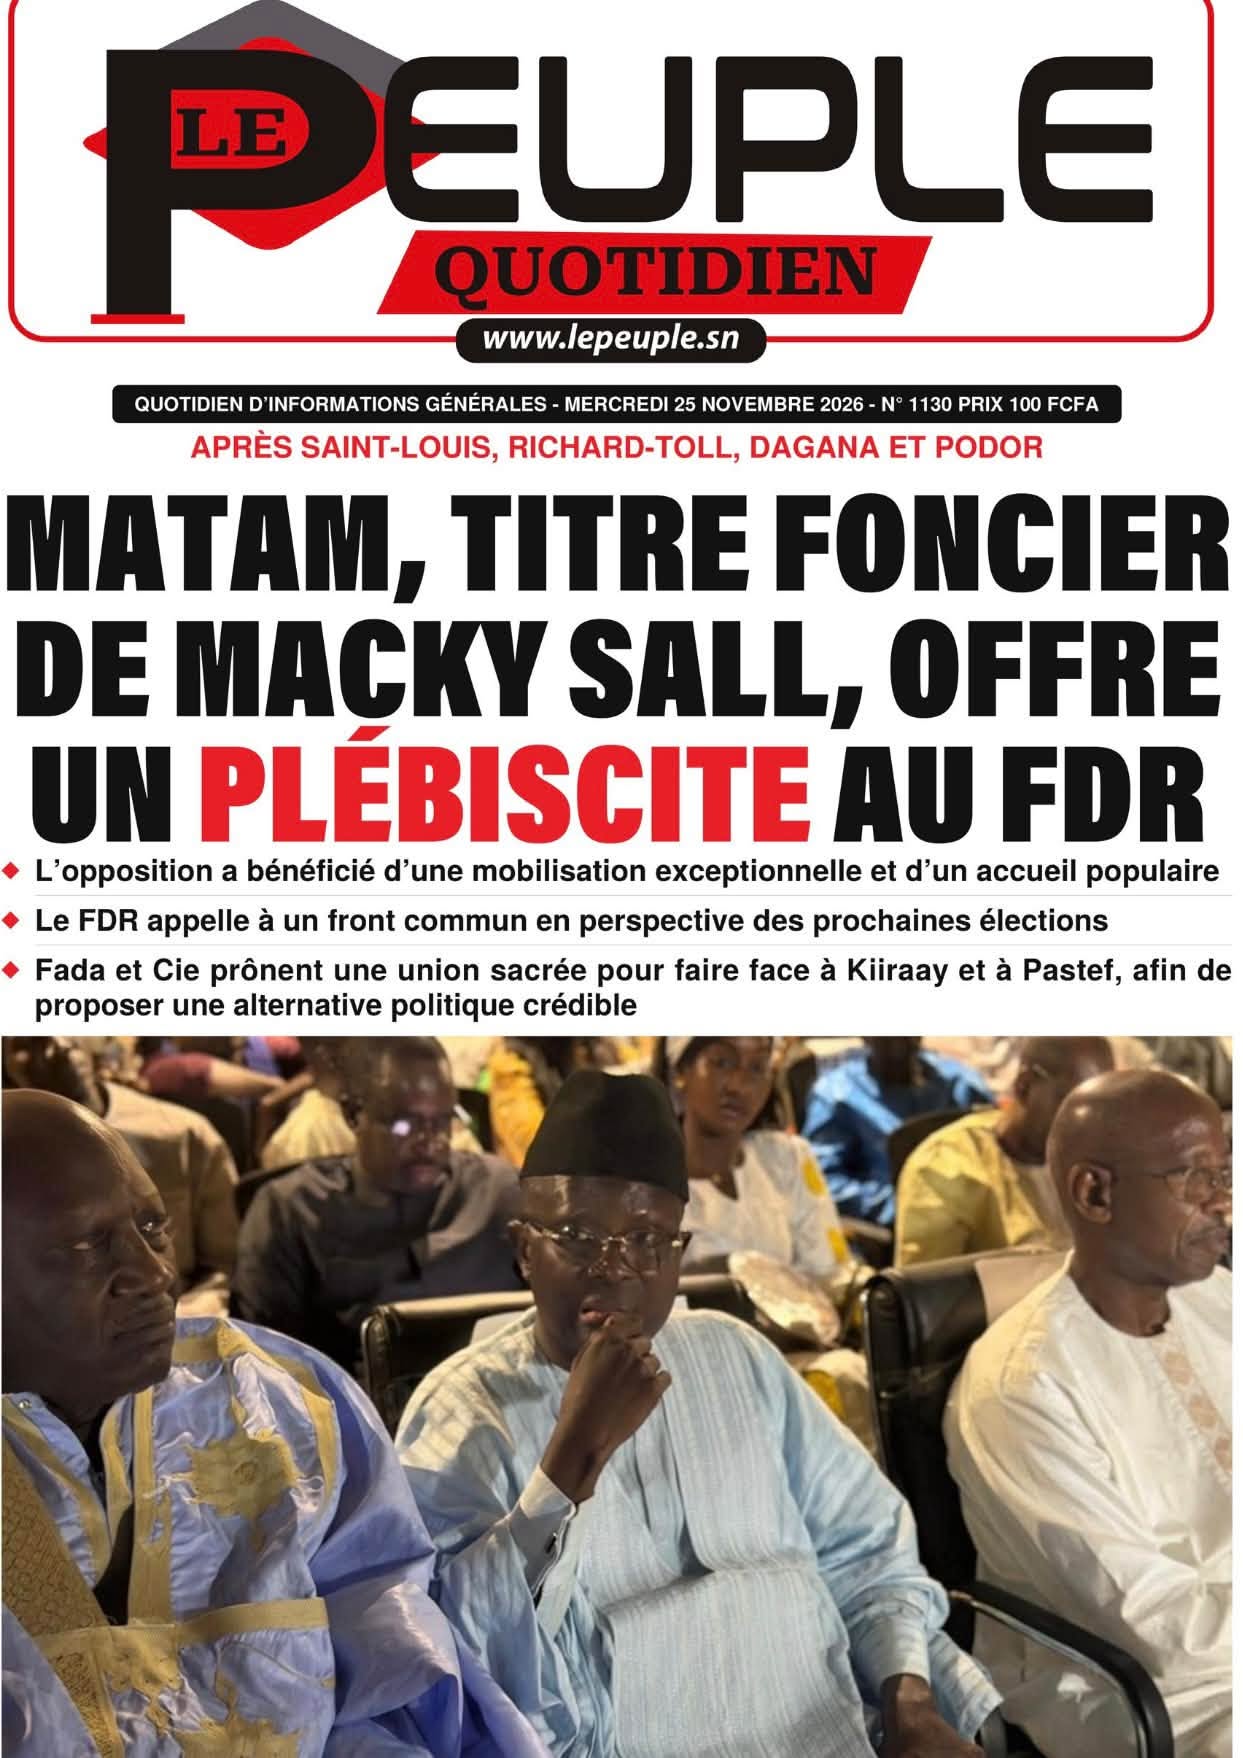 LE PEUPLE
QUOTIDIEN
www.lepeuple.sn
QUOTIDIEN D'INFORMATIONS GÉNÉRALES - MERCREDI 25 NOVEMBRE 2026 - N° 1130 PRIX 100 FCFA
APRÈS SAINT-LOUIS, RICHARD-TOLL, DAGANA ET PODOR
MATAM, TITRE FONCIER
DE MACKY SALL, OFFRE
UN PLÉBISCITE AU FDR
L'opposition a bénéficié d'une mobilisation exceptionnelle et d'un accueil populaire
Le FDR appelle à un front commun en perspective des prochaines élections
Fada et Cie prônent une union sacrée pour faire face à Kiiraay et à Pastef, afin de
proposer une alternative politique crédible